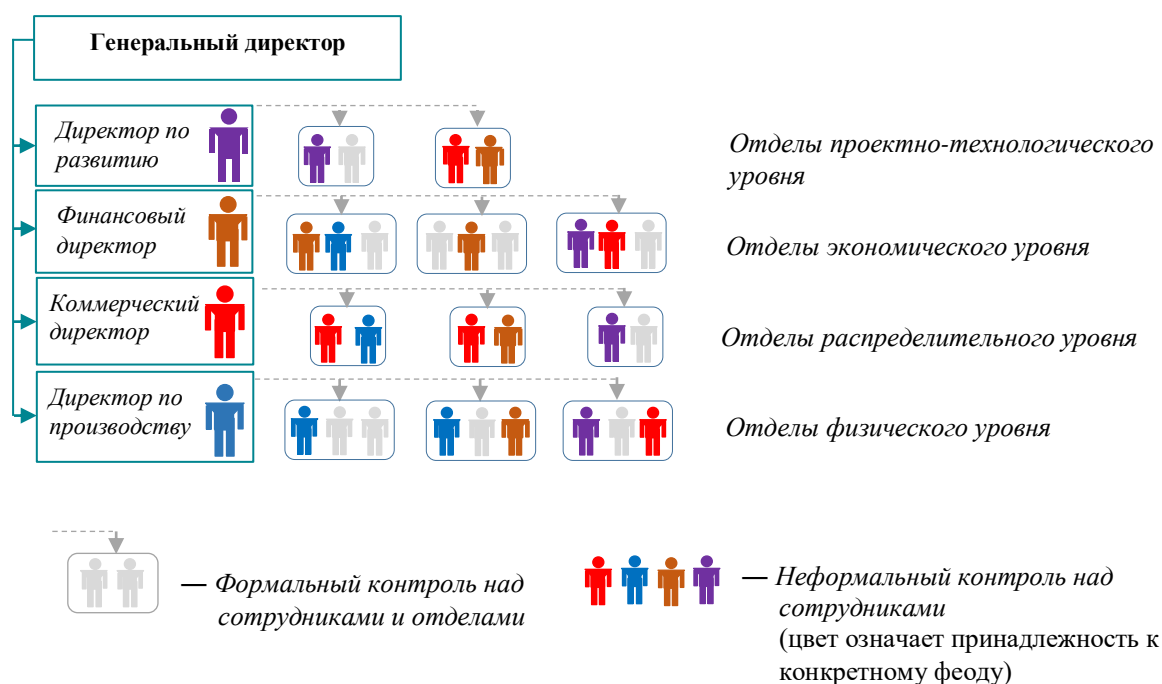 Генеральный директор
Директор по
развитию
Отделы проектно-технологического
уровня
Финансовый
директор
Отделы экономического уровня
Коммерческий
директор
Отделы распределительного уровня
Директор по
производству
Отделы физического уровня
— Формальный контроль над
сотрудниками и отделами
— Неформальный контроль над
сотрудниками
(цвет означает принадлежность к
конкретному феоду)